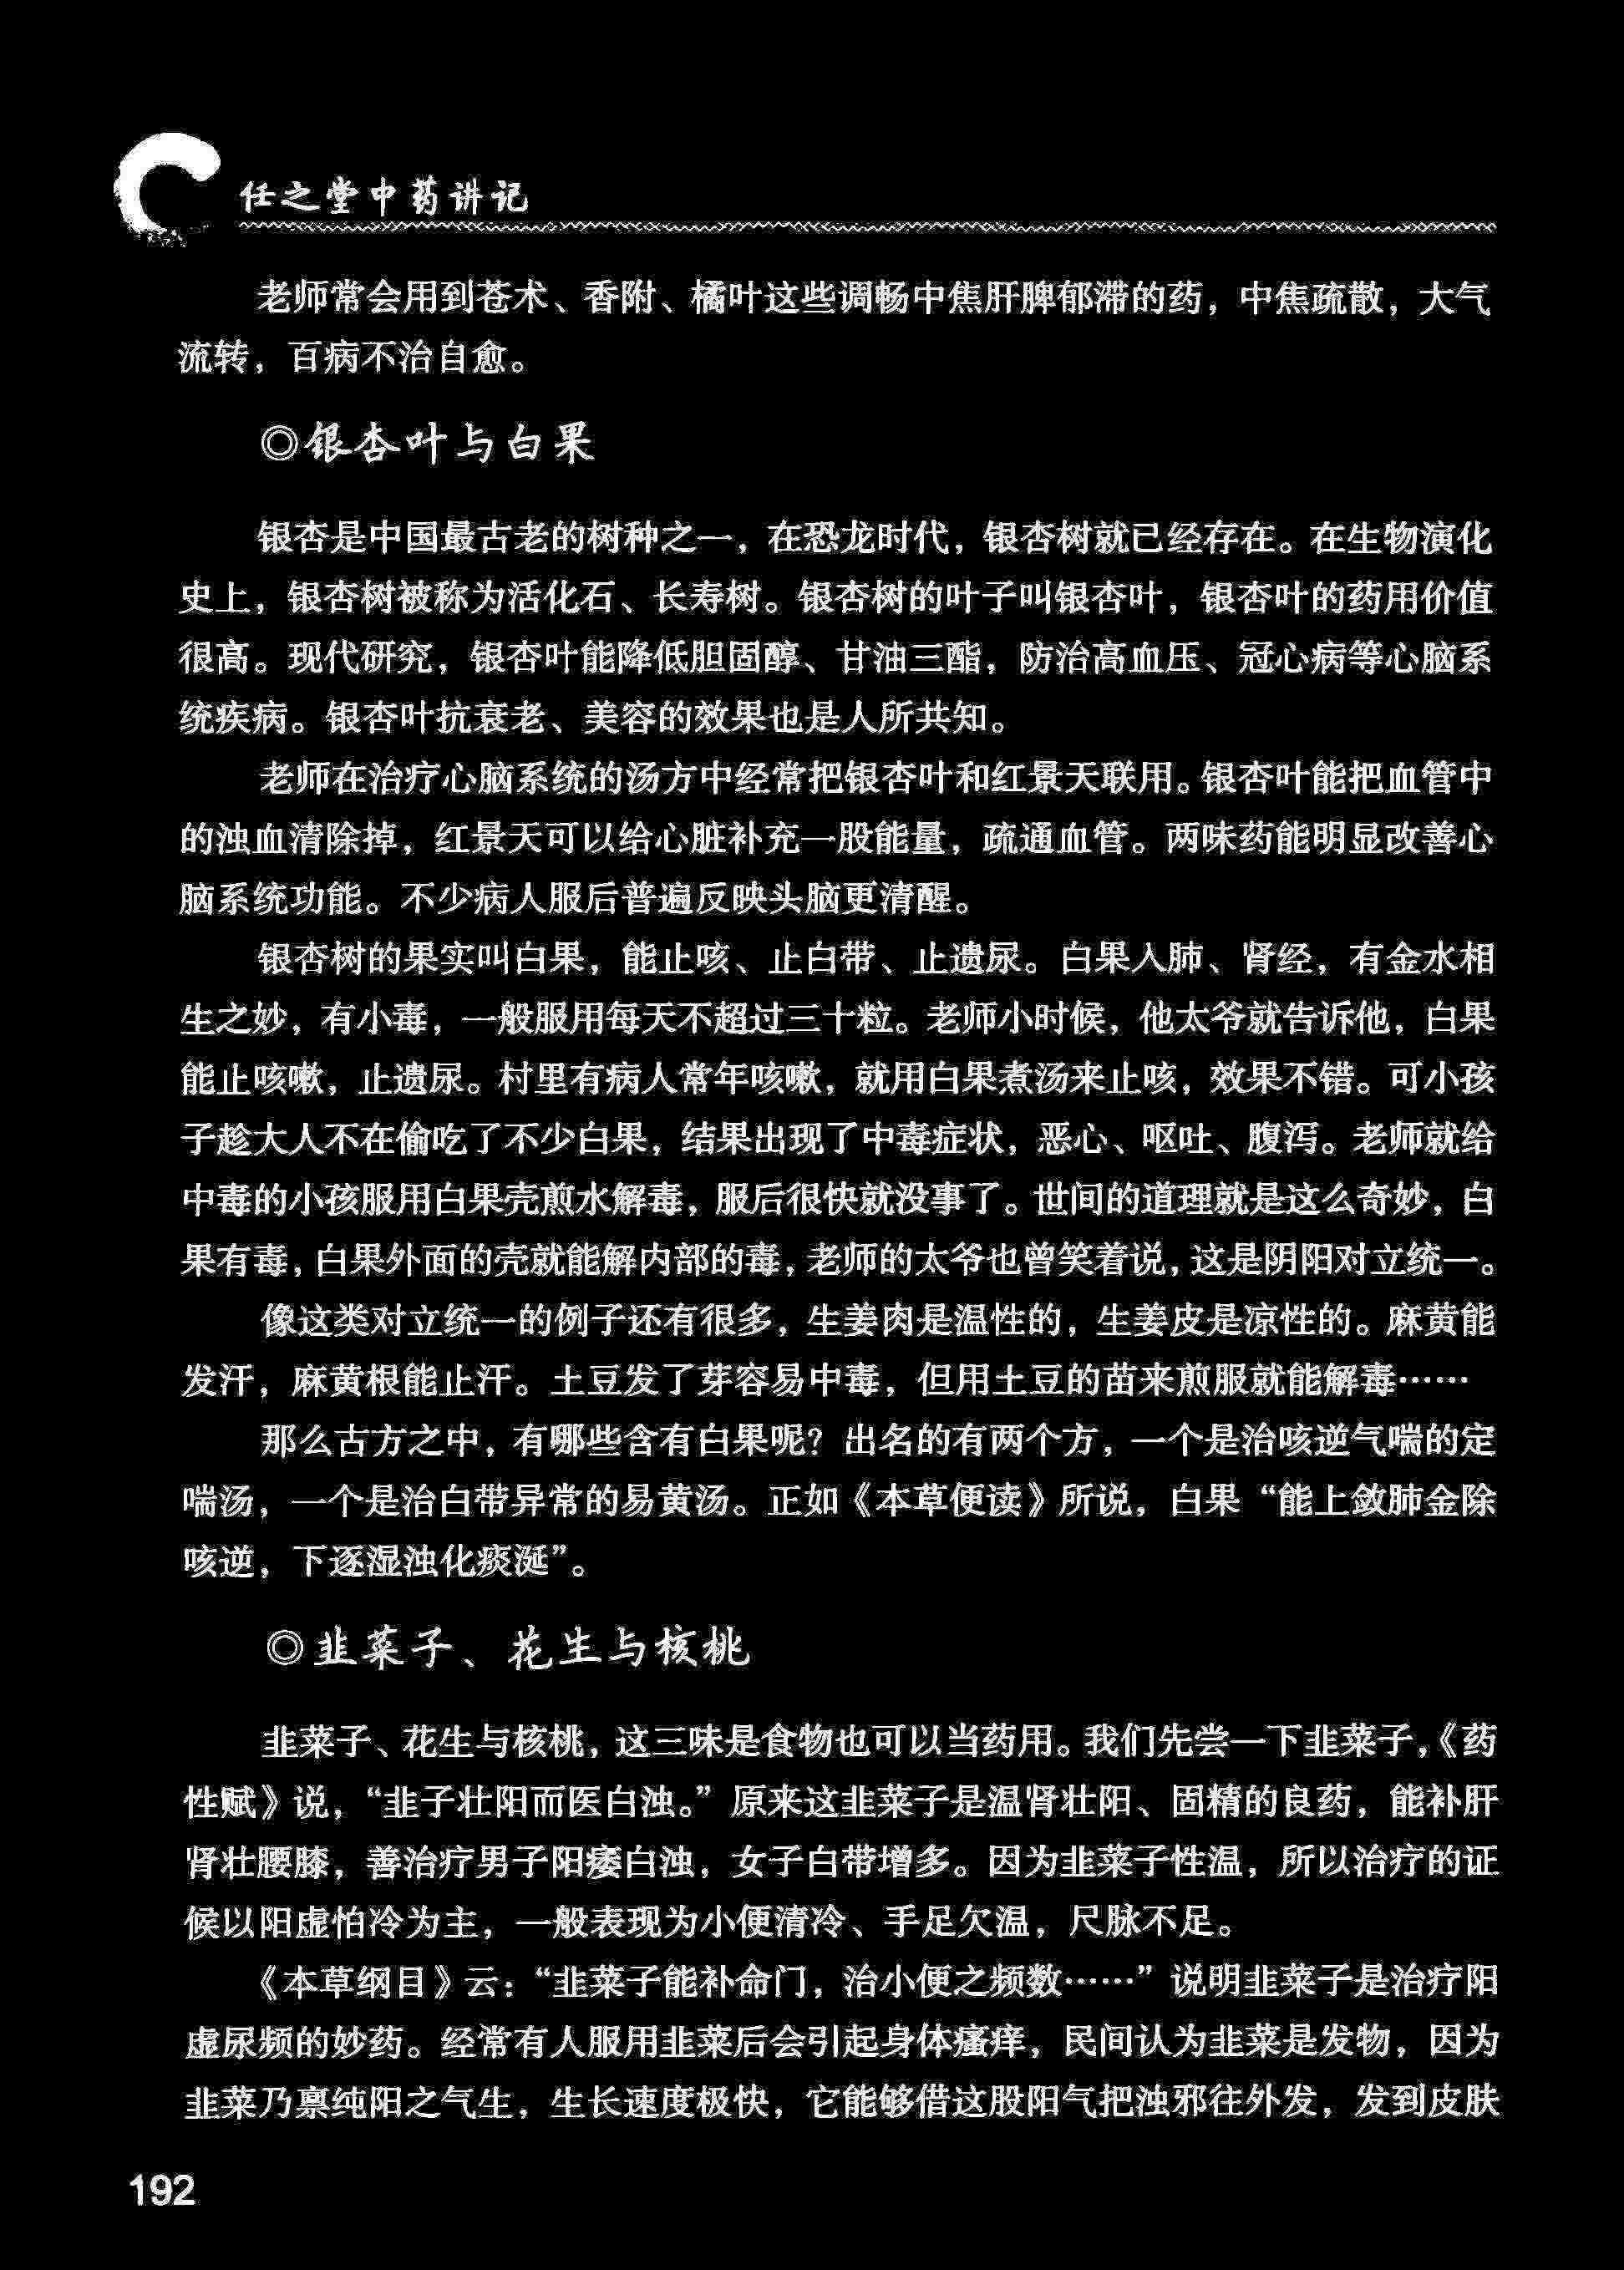 任之堂中药讲记
老师常会用到苍术、香附、橘叶这些调畅中焦肝脾郁滞的药，中焦疏散，大气
流转，百病不治自愈。
◎银杏叶与白果
银杏是中国最古老的树种之一，在恐龙时代，银杏树就已经存在。在生物演化
史上，银杏树被称为活化石、长寿树。银杏树的叶子叫银杏叶，银杏叶的药用价值
很高。现代研究，银杏叶能降低胆固醇、甘油三酯，防治高血压、冠心病等心脑系
统疾病。银杏叶抗衰老、美容的效果也是人所共知。
老师在治疗心脑系统的汤方中经常把银杏叶和红景天联用。银杏叶能把血管中
的浊血清除掉，红景天可以给心脏补充一股能量，疏通血管。两味药能明显改善心
脑系统功能。不少病人服后普遍反映头脑更清醒。
银杏树的果实叫白果，能止咳、止白带、止遗尿。白果入肺、肾经，有金水相
生之妙，有小毒，一般服用每天不超过三十粒。老师小时候，他太爷就告诉他，白果
能止咳嗽，止遗尿。村里有病人常年咳嗽，就用白果煮汤来止咳，效果不错。可小孩
子趁大人不在偷吃了不少白果，结果出现了中毒症状，恶心、呕吐、腹泻。老师就给
中毒的小孩服用白果壳煎水解毒，服后很快就没事了。世间的道理就是这么奇妙，白
果有毒，白果外面的壳就能解内部的毒，老师的太爷也曾笑着说，这是阴阳对立统一。
像这类对立统一的例子还有很多，生姜肉是温性的，生姜皮是凉性的。麻黄能
发汗，麻黄根能止汗。土豆发了芽容易中毒，但用土豆的苗来煎服就能解毒……
那么古方之中，有哪些含有白果呢？出名的有两个方，一个是治咳逆气喘的定
喘汤，一个是治白带异常的易黄汤。正如《本草便读》所说，白果“能上敛肺金除
咳逆，下逐湿浊化痰涎”。
◎韭菜子、花生与核桃
韭菜子、花生与核桃，这三味是食物也可以当药用。我们先尝一下韭菜子，《药
性赋》说，“韭子壮阳而医白浊。”原来这韭菜子是温肾壮阳、固精的良药，能补肝
肾壮腰膝，善治疗男子阳痿白浊，女子白带增多。因为韭菜子性温，所以治疗的证
候以阳虚怕冷为主，一般表现为小便清冷、手足欠温，尺脉不足。
《本草纲目》云：“韭菜子能补命门，治小便之频数……”说明韭菜子是治疗阳
虚尿频的妙药。经常有人服用韭菜后会引起身体瘙痒，民间认为韭菜是发物，因为
韭菜乃禀纯阳之气生，生长速度极快，它能够借这股阳气把浊邪往外发，发到皮肤
192